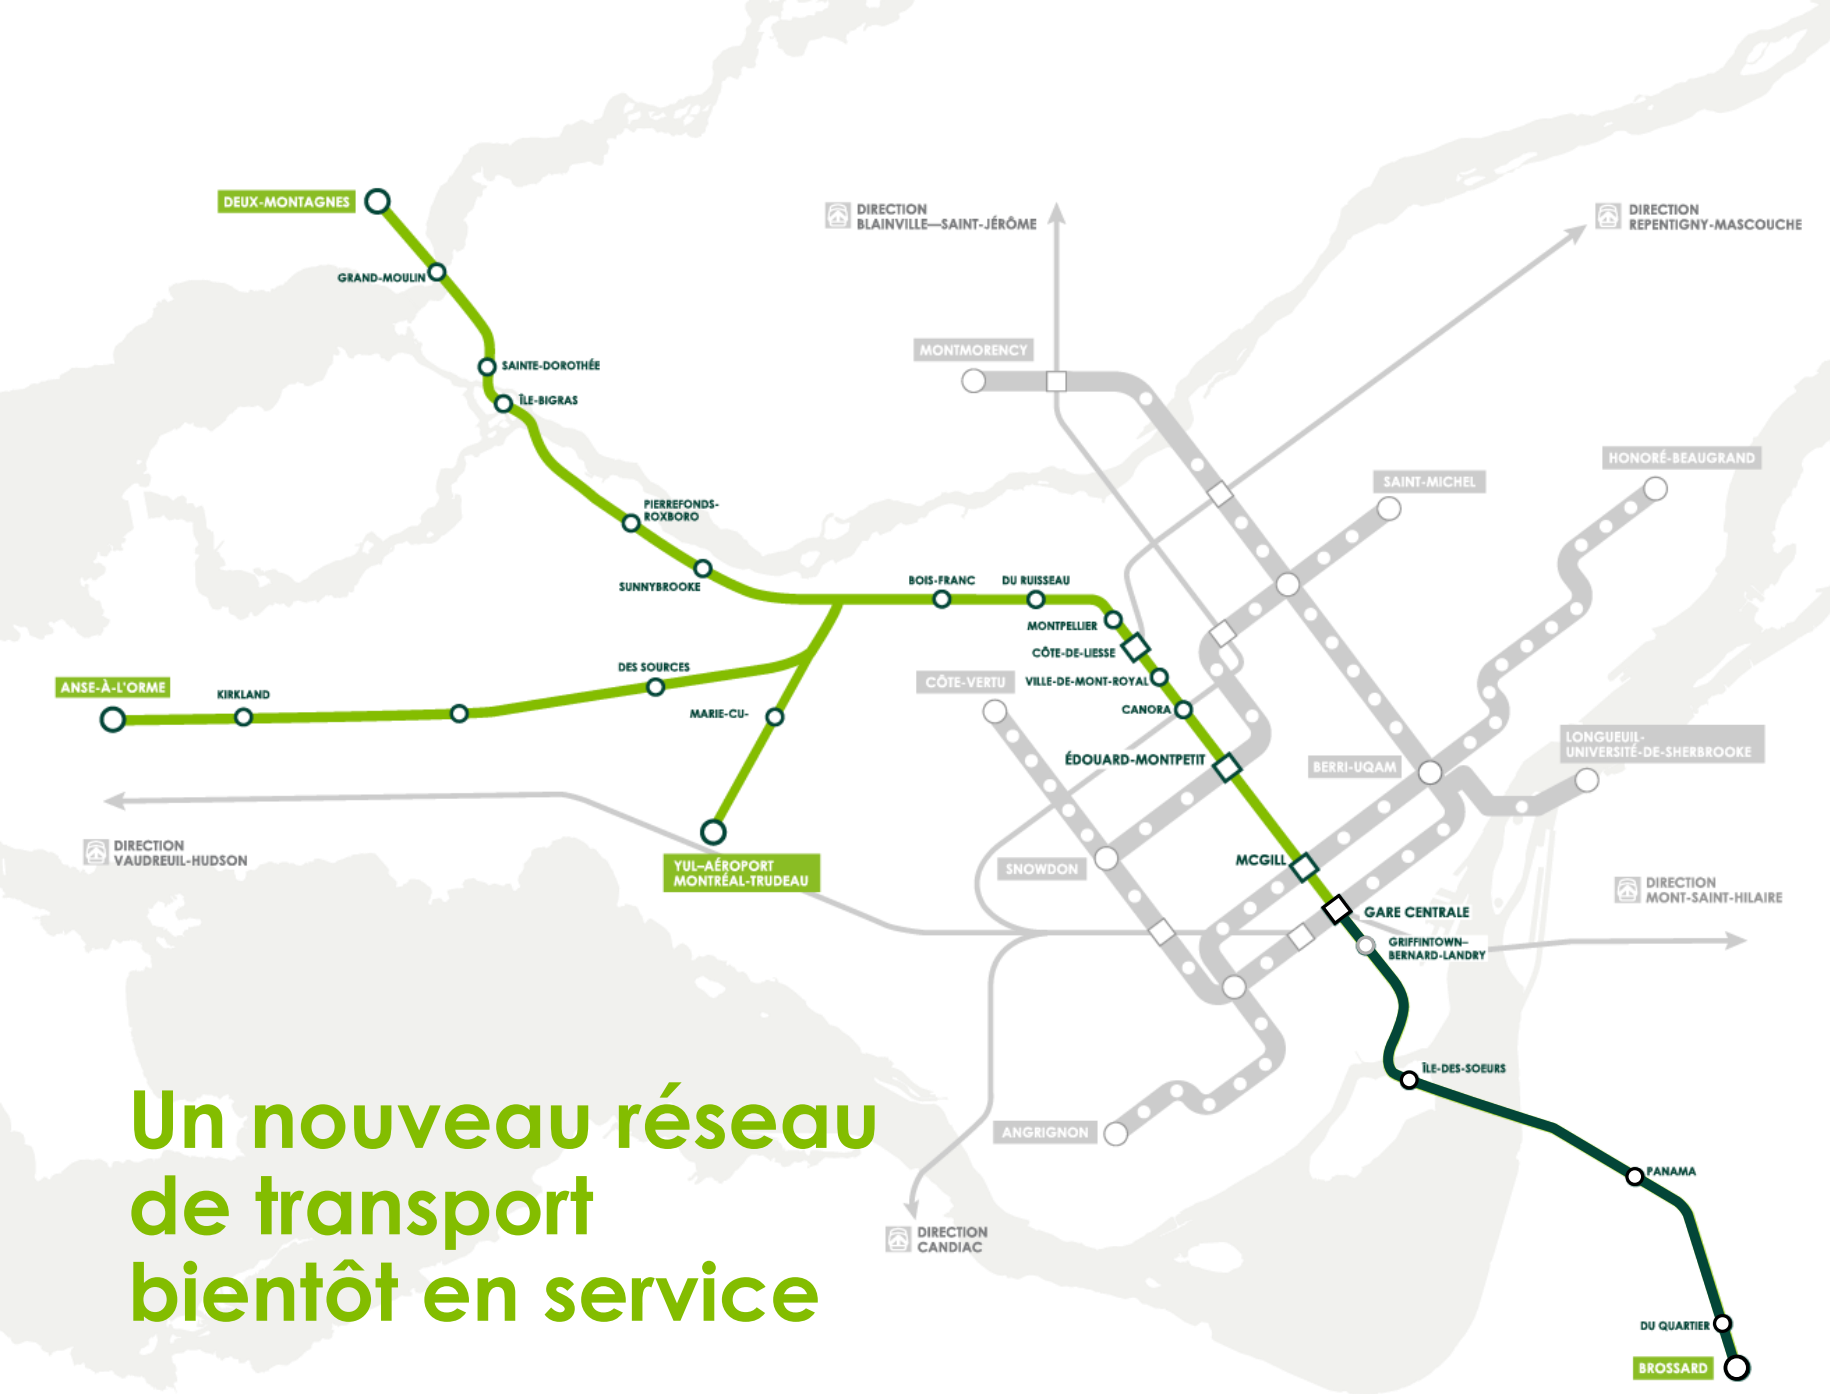 DEUX-MONTAGNES
GRAND-MOULIN
SAINTE-DOROTHÉE
ÎLE-BIGRAS
PIERREFONDS-
ROXBORO
SUNNYBROOKE
DIRECTION
BLAINVILLE—SAINT-JÉRÔME
DIRECTION
REPENTIGNY-MASCOUCHE
MONTMORENCY
SAINT-MICHEL
HONORÉ-BEAUGRAND
BOIS-FRANC
DU RUISSEAU
MONTPELLIER
CÔTE-DE-LIESSE
VILLE-DE-MONT-ROYAL
CANORA
ÉDOUARD-MONTPETIT
MCGILL
GARE CENTRALE
GRIFFINTOWN–
BERNARD-LANDRY
ÎLE-DES-SOEURS
PANAMA
DU QUARTIER
BROSSARD
ANSE-À-L'ORME
KIRKLAND
DES SOURCES
MARIE-CU-
YUL–AÉROPORT
MONTRÉAL-TRUDEAU
DIRECTION
VAUDREUIL-HUDSON
CÔTE-VERTU
SNOWDON
BERRI-UQAM
LONGUEUIL-
UNIVERSITÉ-DE-SHERBROOKE
DIRECTION
MONT-SAINT-HILAIRE
ANGRIGNON
DIRECTION
CANDIAC
Un nouveau réseau
de transport
bientôt en service